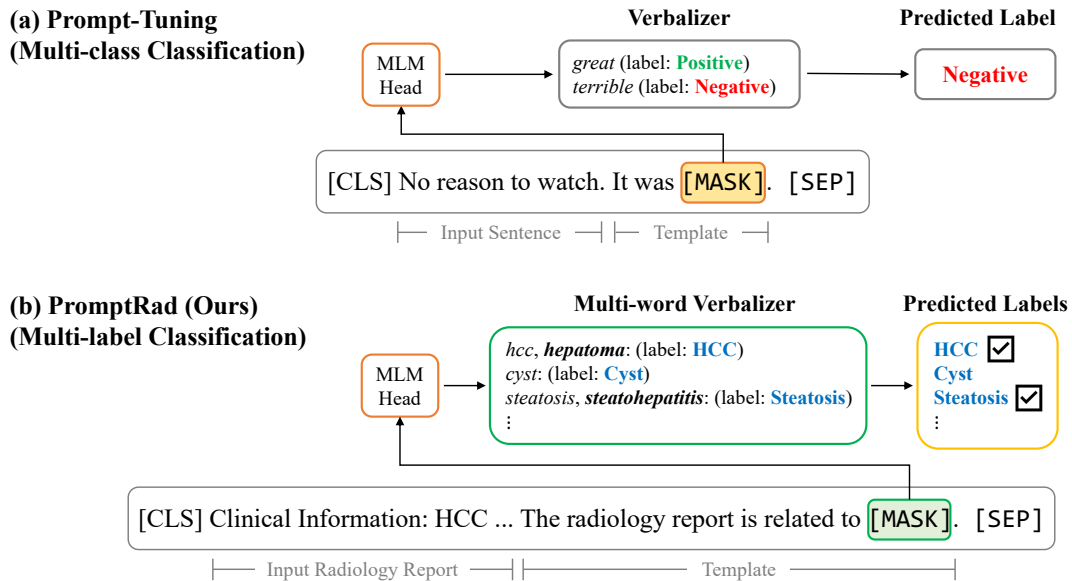 (a) Prompt-Tuning
(Multi-class Classification)
Verbalizer
Predicted Label
MLM
Head
great (label: Positive)
terrible (label: Negative)
Negative
[CLS] No reason to watch. It was [MASK]. [SEP]
Input Sentence
Template
(b) PromptRad (Ours)
(Multi-label Classification)
Multi-word Verbalizer
Predicted Labels
MLM
Head
hcc, hepatoma: (label: HCC)
cyst: (label: Cyst)
steatosis, steatohepatitis: (label: Steatosis)
⋮
HCC
Cyst
Steatosis
⋮
[CLS] Clinical Information: HCC ... The radiology report is related to [MASK]. [SEP]
Input Radiology Report
Template